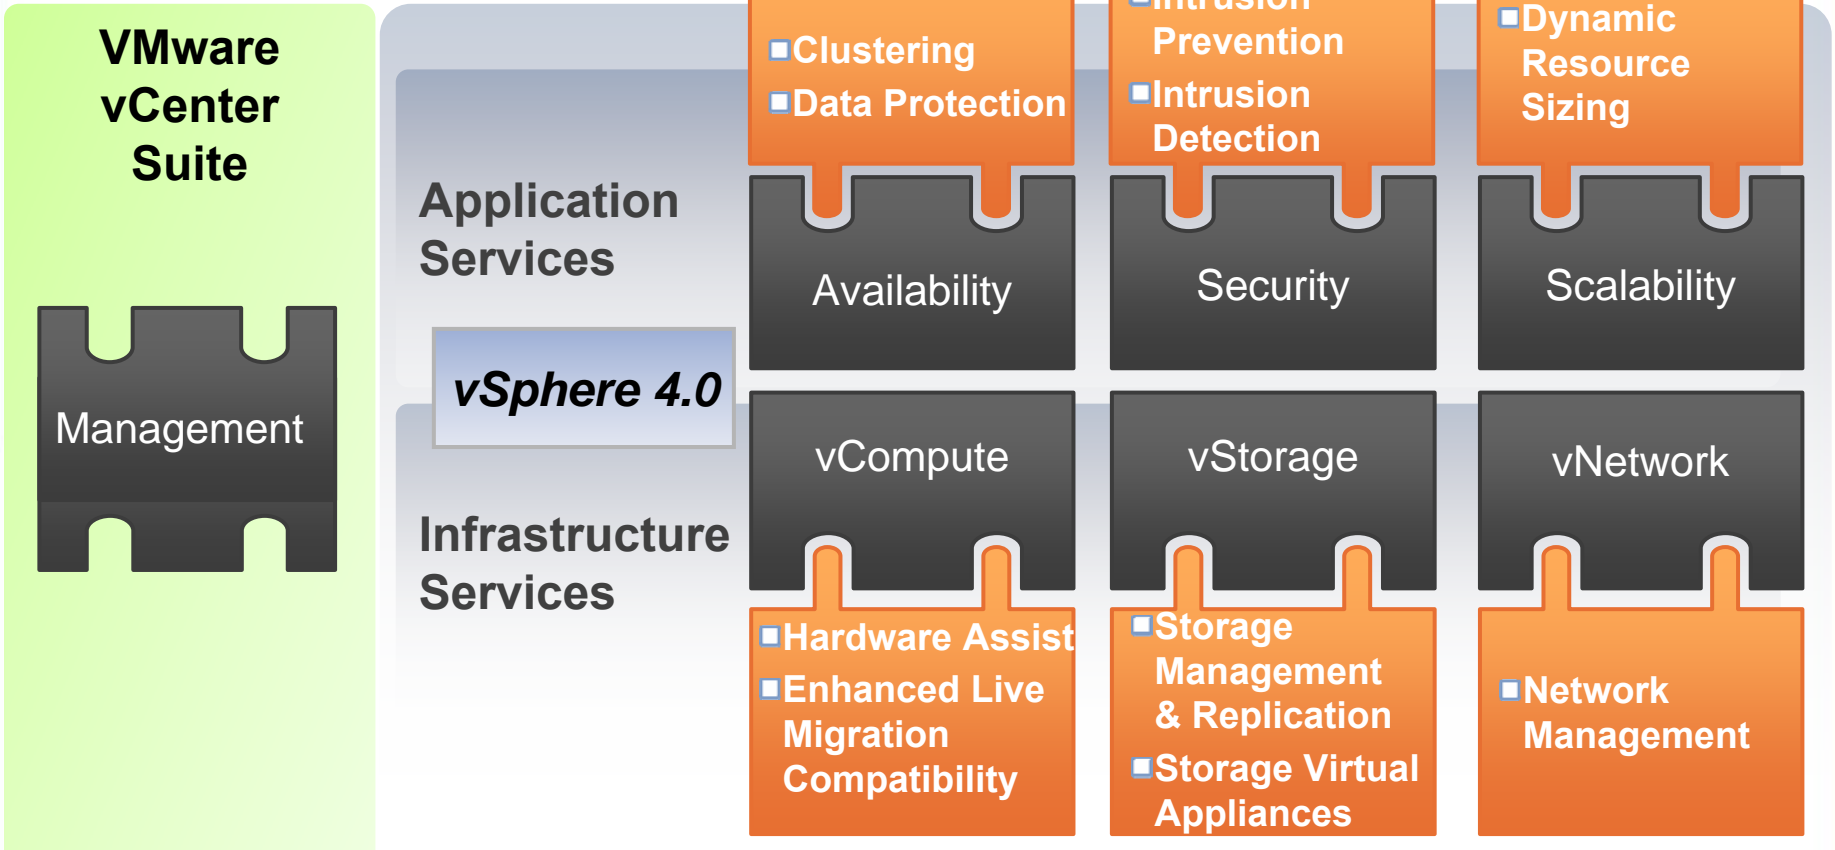 VMware
vCenter
Suite
Management
Application
Services
vSphere 4.0
Infrastructure
Services
Clustering
Data Protection
Availability
Intrusion
Prevention
Intrusion
Detection
Security
Dynamic
Resource
Sizing
Scalability
vCompute
Hardware Assist
Enhanced Live
Migration
Compatibility
vStorage
Storage
Management
& Replication
Storage Virtual
Appliances
vNetwork
Network
Management